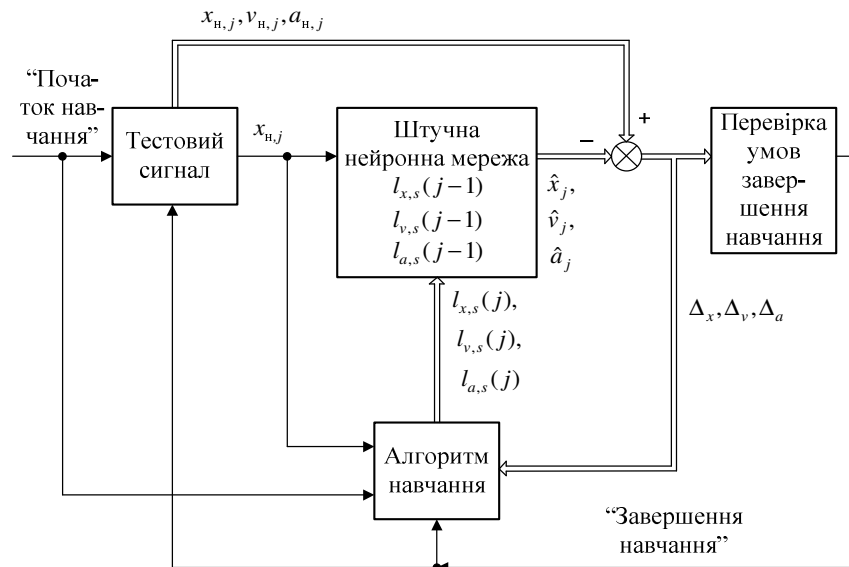 x_{н,j}, v_{н,j}, a_{н,j}
“Поча-
ток нав-
чання”
Тестовий
сигнал
x_{н,j}
Штучна
нейронна мережа
l_{x,s}(j−1)
l_{v,s}(j−1)
l_{a,s}(j−1)
−
+
x̂_j,
v̂_j,
â_j
Перевірка
умов
завер-
шення
навчання
l_{x,s}(j),
l_{v,s}(j),
l_{a,s}(j)
Δ_x, Δ_v, Δ_a
Алгоритм
навчання
“Завершення
навчання”